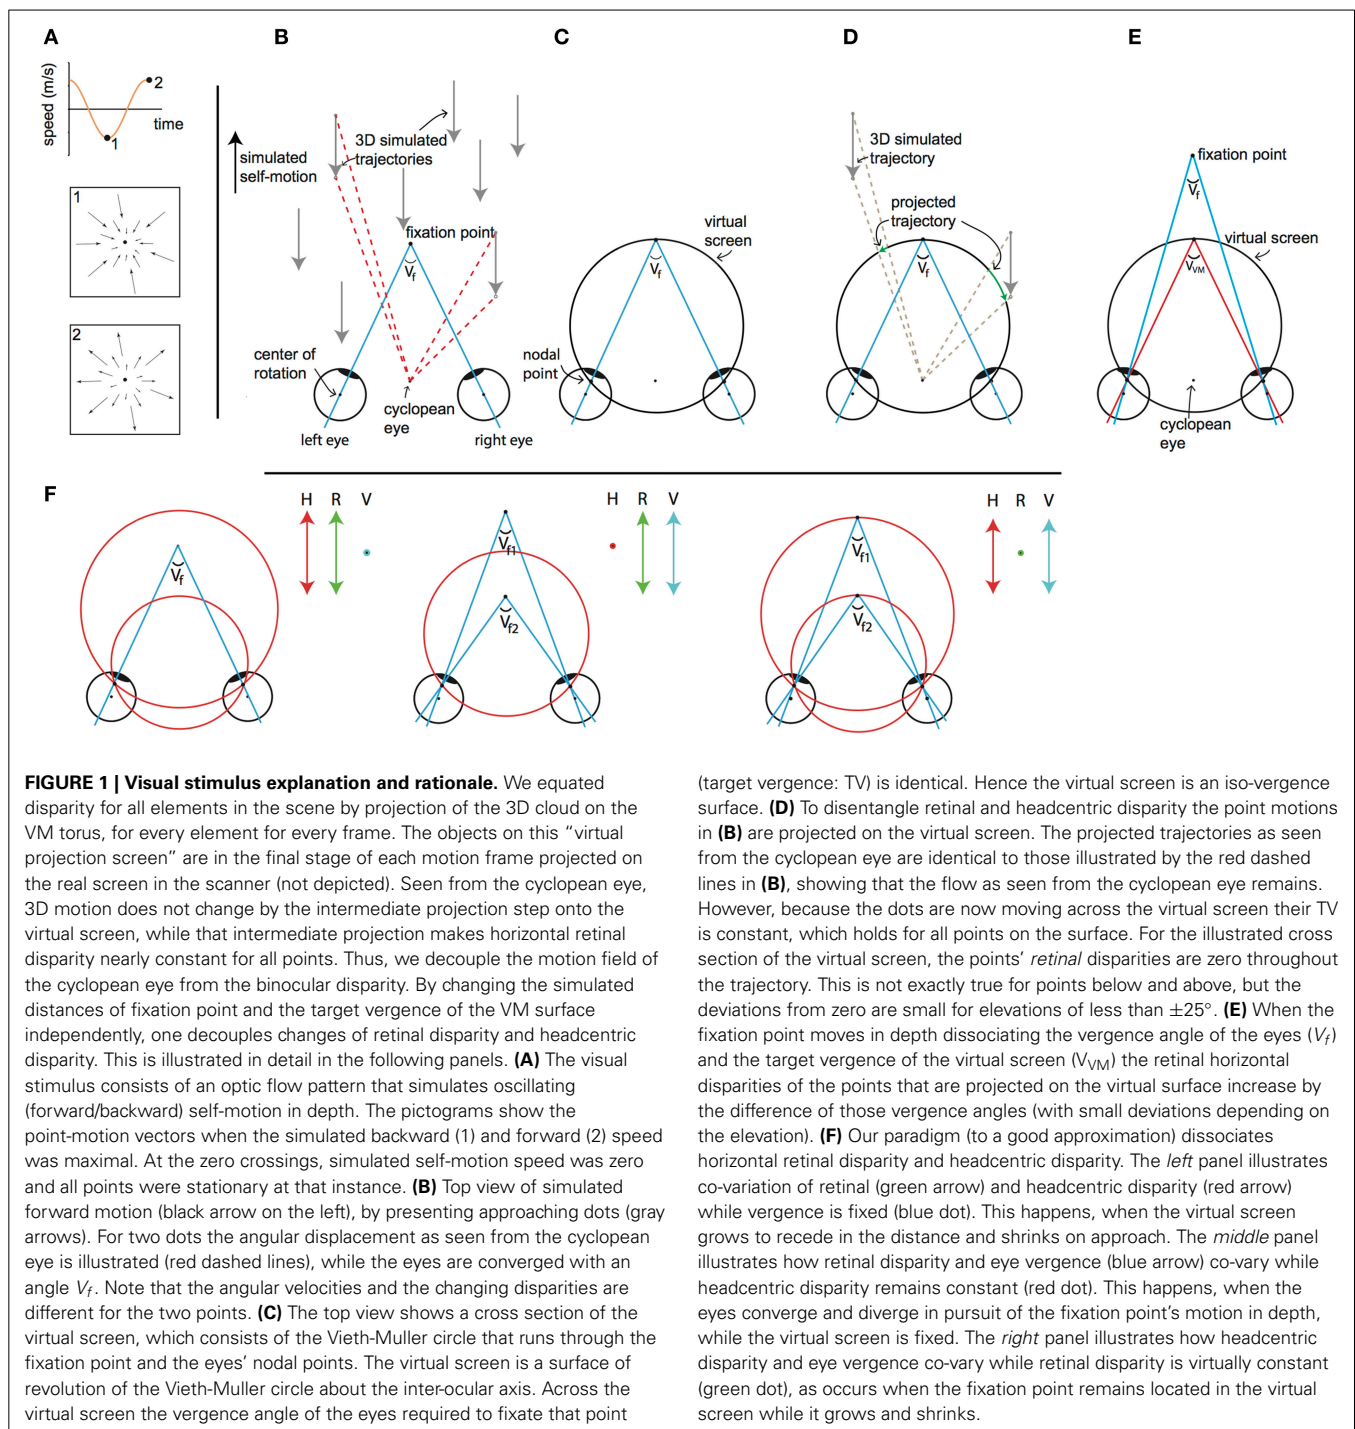 A
B
C
D
E
speed (m/s)
2
time
1
simulated
self-motion
1
2
3D simulated
trajectories
fixation point
V_f
center of
rotation
cyclopean
eye
left eye
right eye
virtual
screen
V_f
nodal
point
3D simulated
trajectory
projected
trajectory
V_f
fixation point
V_f
virtual screen
V_VM
cyclopean
eye
F
V_f
H R V
V_f1
V_f2
H R V
V_f1
V_f2
H R V
FIGURE 1 | Visual stimulus explanation and rationale. We equated
disparity for all elements in the scene by projection of the 3D cloud on the
VM torus, for every element for every frame. The objects on this “virtual
projection screen” are in the final stage of each motion frame projected on
the real screen in the scanner (not depicted). Seen from the cyclopean eye,
3D motion does not change by the intermediate projection step onto the
virtual screen, while that intermediate projection makes horizontal retinal
disparity nearly constant for all points. Thus, we decouple the motion field of
the cyclopean eye from the binocular disparity. By changing the simulated
distances of fixation point and the target vergence of the VM surface
independently, one decouples changes of retinal disparity and headcentric
disparity. This is illustrated in detail in the following panels. (A) The visual
stimulus consists of an optic flow pattern that simulates oscillating
(forward/backward) self-motion in depth. The pictograms show the
point-motion vectors when the simulated backward (1) and forward (2) speed
was maximal. At the zero crossings, simulated self-motion speed was zero
and all points were stationary at that instance. (B) Top view of simulated
forward motion (black arrow on the left), by presenting approaching dots (gray
arrows). For two dots the angular displacement as seen from the cyclopean
eye is illustrated (red dashed lines), while the eyes are converged with an
angle V_f. Note that the angular velocities and the changing disparities are
different for the two points. (C) The top view shows a cross section of the
virtual screen, which consists of the Vieth-Muller circle that runs through the
fixation point and the eyes’ nodal points. The virtual screen is a surface of
revolution of the Vieth-Muller circle about the inter-ocular axis. Across the
virtual screen the vergence angle of the eyes required to fixate that point
(target vergence: TV) is identical. Hence the virtual screen is an iso-vergence
surface. (D) To disentangle retinal and headcentric disparity the point motions
in (B) are projected on the virtual screen. The projected trajectories as seen
from the cyclopean eye are identical to those illustrated by the red dashed
lines in (B), showing that the flow as seen from the cyclopean eye remains.
However, because the dots are now moving across the virtual screen their TV
is constant, which holds for all points on the surface. For the illustrated cross
section of the virtual screen, the points’ retinal disparities are zero throughout
the trajectory. This is not exactly true for points below and above, but the
deviations from zero are small for elevations of less than ±25°. (E) When the
fixation point moves in depth dissociating the vergence angle of the eyes (V_f)
and the target vergence of the virtual screen (V_VM) the retinal horizontal
disparities of the points that are projected on the virtual surface increase by
the difference of those vergence angles (with small deviations depending on
the elevation). (F) Our paradigm (to a good approximation) dissociates
horizontal retinal disparity and headcentric disparity. The left panel illustrates
co-variation of retinal (green arrow) and headcentric disparity (red arrow)
while vergence is fixed (blue dot). This happens, when the virtual screen
grows to recede in the distance and shrinks on approach. The middle panel
illustrates how retinal disparity and eye vergence (blue arrow) co-vary while
headcentric disparity remains constant (red dot). This happens, when the
eyes converge and diverge in pursuit of the fixation point’s motion in depth,
while the virtual screen is fixed. The right panel illustrates how headcentric
disparity and eye vergence co-vary while retinal disparity is virtually constant
(green dot), as occurs when the fixation point remains located in the virtual
screen while it grows and shrinks.